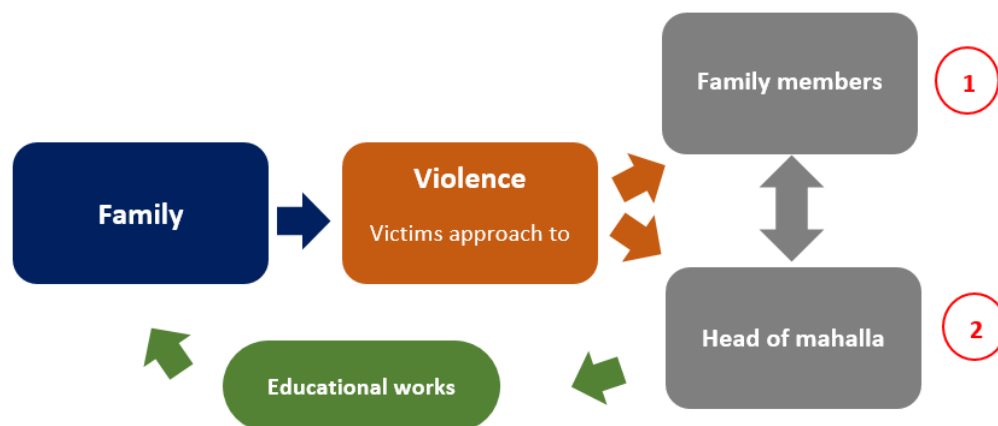 Family members
1
Family
Violence
Victims approach to
Head of mahalla
2
Educational works